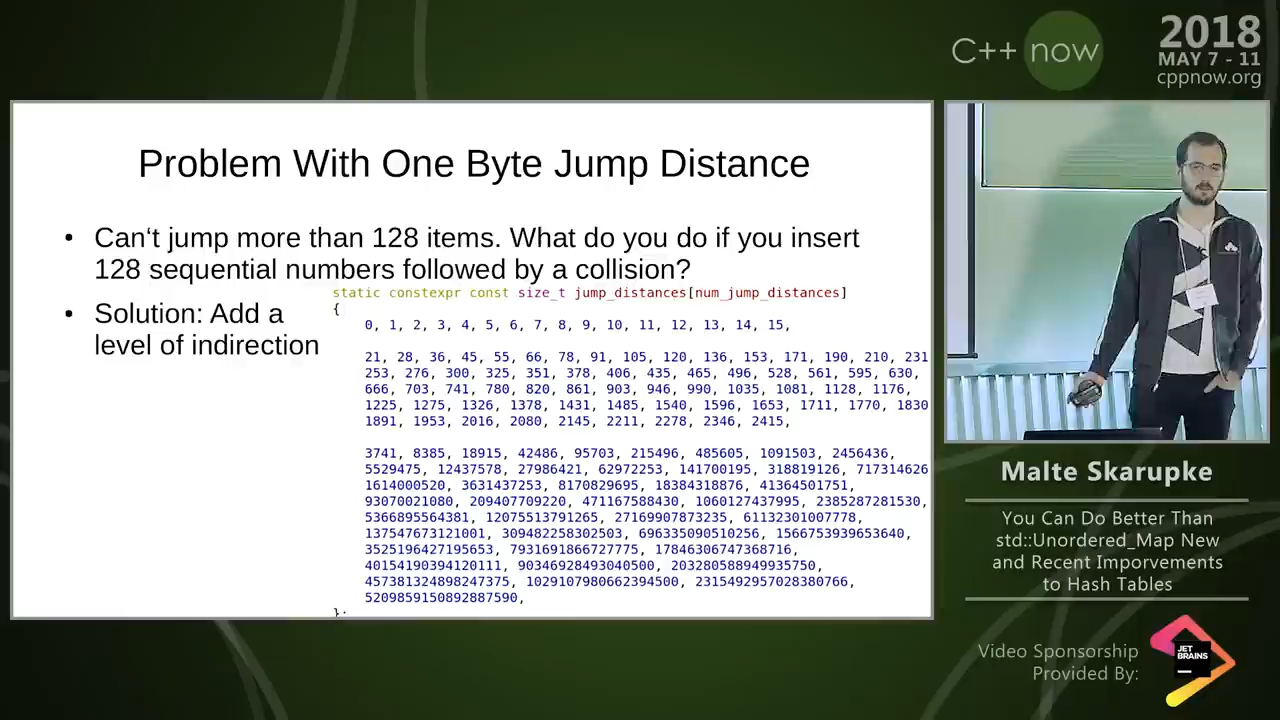 C++ now
2018
MAY 7 - 11
cppnow.org
Problem With One Byte Jump Distance
• Can‘t jump more than 128 items. What do you do if you insert
128 sequential numbers followed by a collision?
• Solution: Add a
level of indirection
static constexpr const size_t jump_distances[num_jump_distances]
{
0, 1, 2, 3, 4, 5, 6, 7, 8, 9, 10, 11, 12, 13, 14, 15,
21, 28, 36, 45, 55, 66, 78, 91, 105, 120, 136, 153, 171, 190, 210, 231
253, 276, 300, 325, 351, 378, 406, 435, 465, 496, 528, 561, 595, 630,
666, 703, 741, 780, 820, 861, 903, 946, 990, 1035, 1081, 1128, 1176,
1225, 1275, 1326, 1378, 1431, 1485, 1540, 1596, 1653, 1711, 1770, 1830
1891, 1953, 2016, 2080, 2145, 2211, 2278, 2346, 2415,
3741, 8385, 18915, 42486, 95703, 215496, 485605, 1091503, 2456436,
5529475, 12437578, 27986421, 62972253, 141700195, 318819126, 717314626
1614000520, 3631437253, 8170829695, 18384318876, 41364501751,
93070021080, 209407709220, 471167588430, 1060127437995, 2385287281530,
5366895564381, 12075513791265, 27169907873235, 61132301007778,
137547673121001, 309482258302503, 696335090510256, 1566753939653640,
3525196427195653, 7931691866727775, 17846306747368716,
40154190394120111, 90346928493040500, 203280588949935750,
457381324898247375, 1029107980662394500, 2315492957028380766,
5209859150892887590,
};
Malte Skarupke
You Can Do Better Than
std::Unordered_Map New
and Recent Imporvements
to Hash Tables
Video Sponsorship
Provided By:
JET
BRAINS